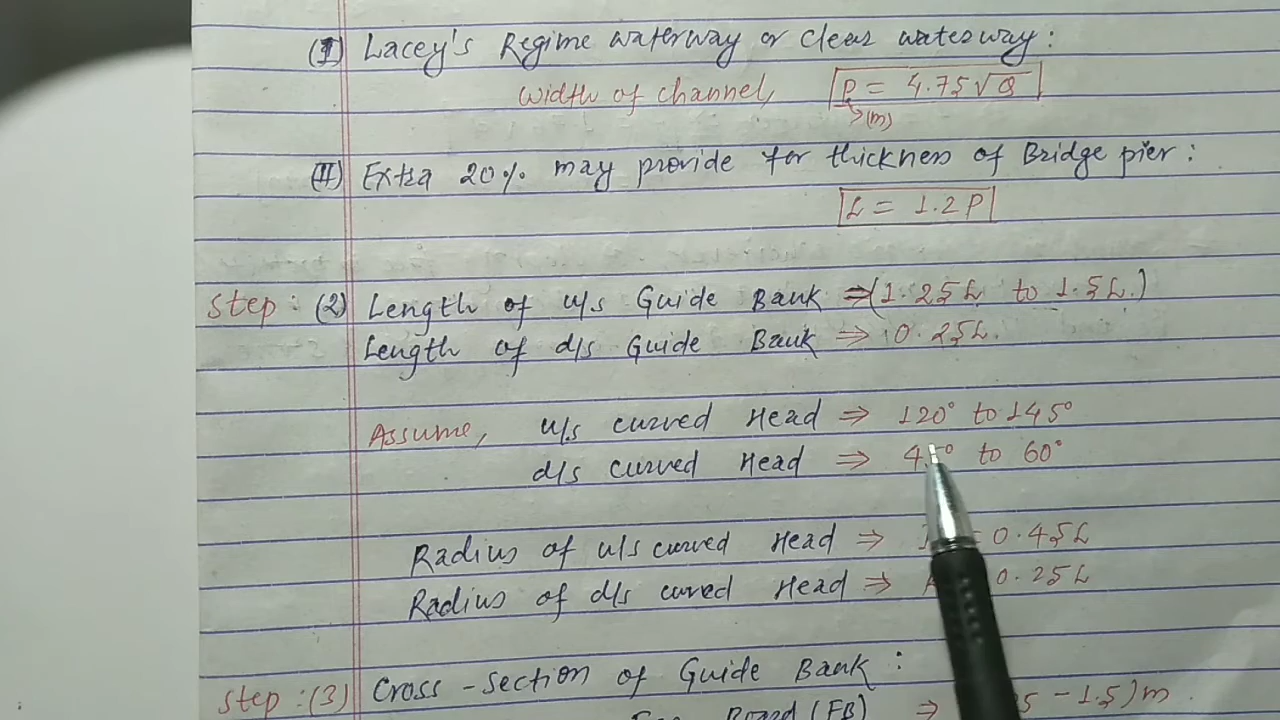 (I) Lacey's Regime waterway or clear waterway:
width of channel, P = 4.75√Q
(m)
(II) Extra 20% may provide for thickness of Bridge pier:
L = 1.2P
Step: (2) Length of u/s Guide Bank ⇒ (1.25L to 1.5L.)
Length of d/s Guide Bank ⇒ 0.25L.
Assume, u/s curved Head ⇒ 120° to 145°
d/s curved Head ⇒ 45° to 60°
Radius of u/s curved Head ⇒ = 0.45L
Radius of d/s curved Head ⇒ 0.25L
Step: (3) Cross-section of Guide Bank:
Board (FB) ⇒ 5 - 1.5) m